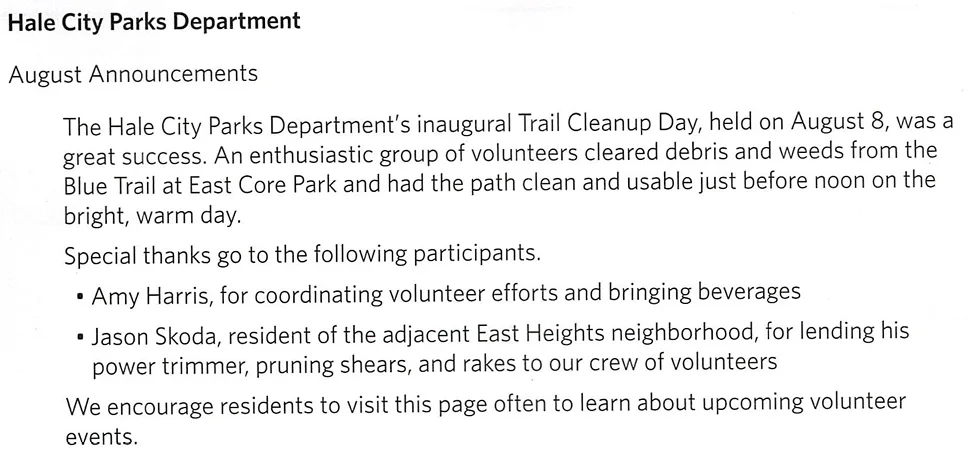 Hale City Parks Department
August Announcements
The Hale City Parks Department's inaugural Trail Cleanup Day, held on August 8, was a
great success. An enthusiastic group of volunteers cleared debris and weeds from the
Blue Trail at East Core Park and had the path clean and usable just before noon on the
bright, warm day.
Special thanks go to the following participants.
▪ Amy Harris, for coordinating volunteer efforts and bringing beverages
▪ Jason Skoda, resident of the adjacent East Heights neighborhood, for lending his
power trimmer, pruning shears, and rakes to our crew of volunteers
We encourage residents to visit this page often to learn about upcoming volunteer
events.